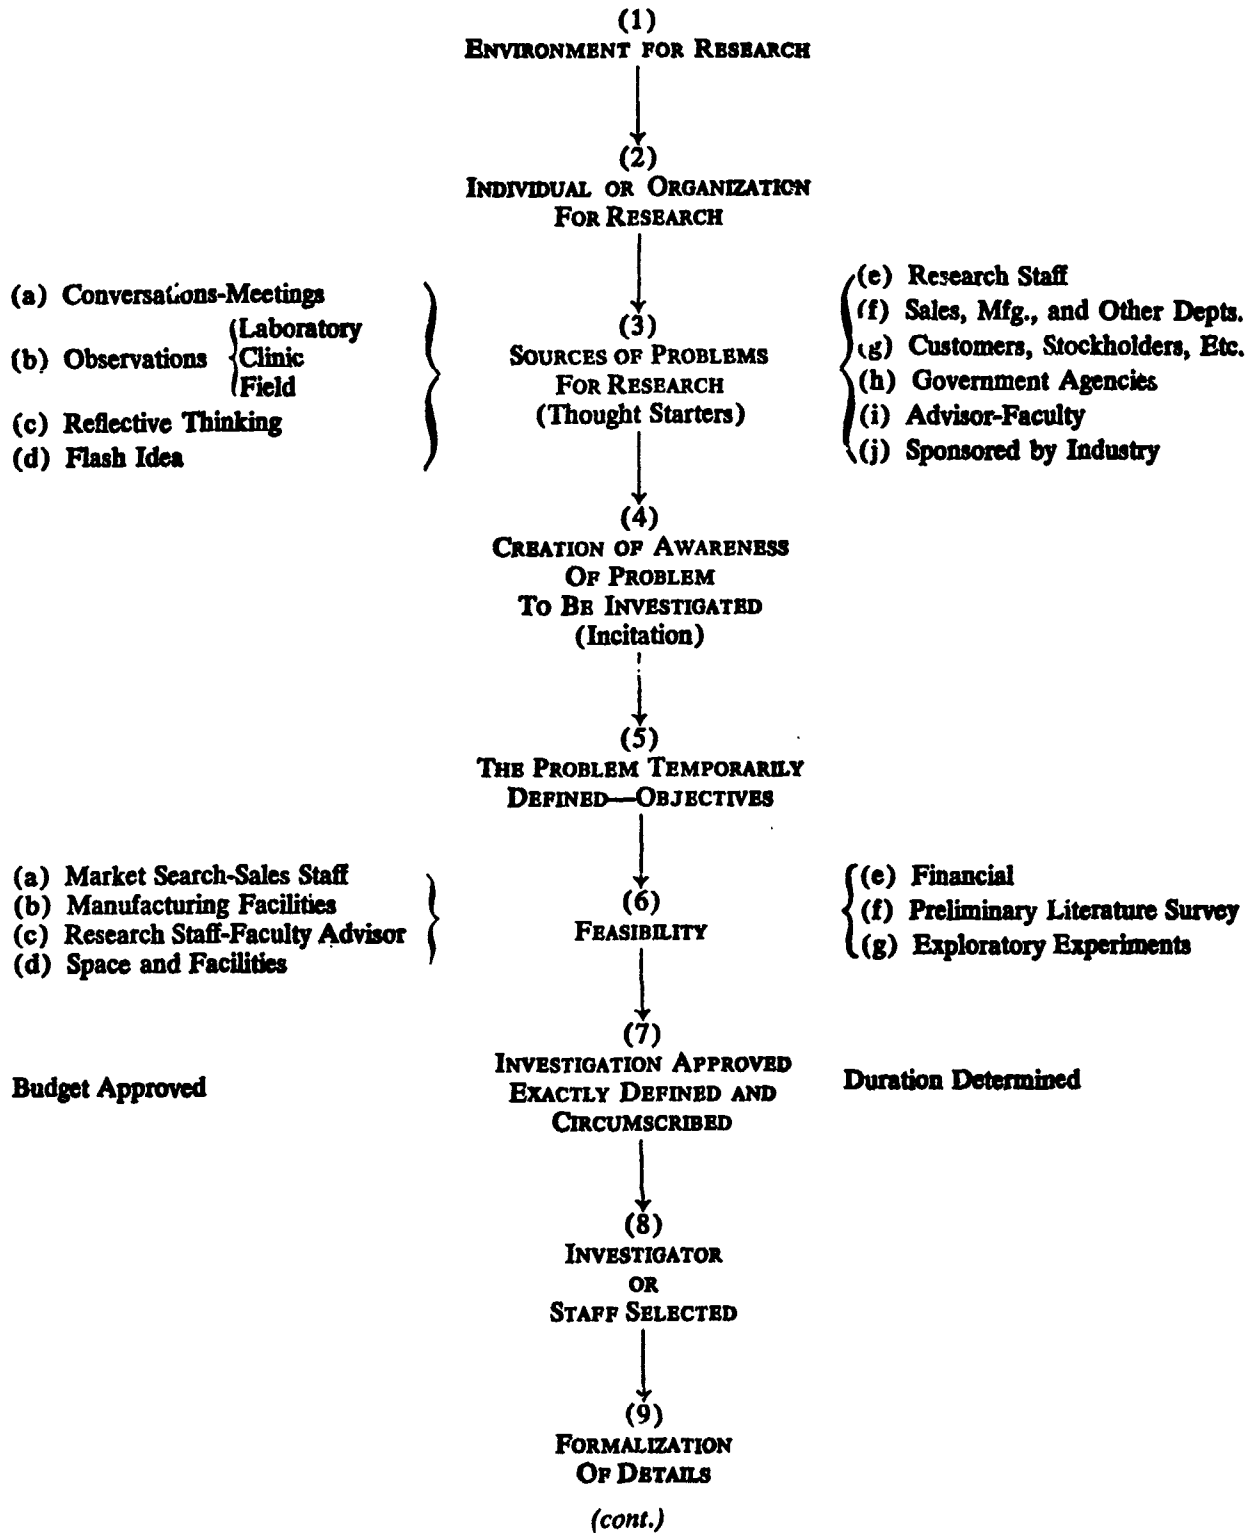 (1)
ENVIRONMENT FOR RESEARCH
(2)
INDIVIDUAL OR ORGANIZATION
FOR RESEARCH
(a) Conversations-Meetings
(b) Observations
Laboratory
Clinic
Field
(c) Reflective Thinking
(d) Flash Idea
(3)
SOURCES OF PROBLEMS
FOR RESEARCH
(Thought Starters)
(e) Research Staff
(f) Sales, Mfg., and Other Depts.
(g) Customers, Stockholders, Etc.
(h) Government Agencies
(i) Advisor-Faculty
(j) Sponsored by Industry
(4)
CREATION OF AWARENESS
OF PROBLEM
TO BE INVESTIGATED
(Incitation)
(5)
THE PROBLEM TEMPORARILY
DEFINED—OBJECTIVES
(a) Market Search-Sales Staff
(b) Manufacturing Facilities
(c) Research Staff-Faculty Advisor
(d) Space and Facilities
(6)
FEASIBILITY
(e) Financial
(f) Preliminary Literature Survey
(g) Exploratory Experiments
(7)
INVESTIGATION APPROVED
EXACTLY DEFINED AND
CIRCUMSCRIBED
Budget Approved
Duration Determined
(8)
INVESTIGATOR
OR
STAFF SELECTED
(9)
FORMALIZATION
OF DETAILS
(cont.)